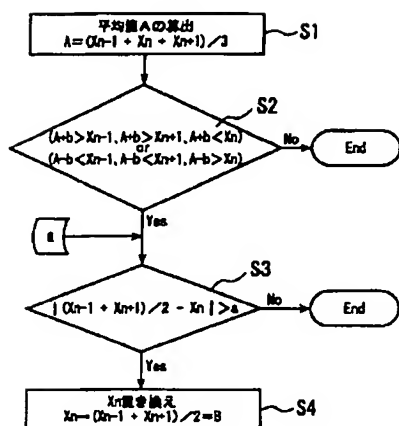 平均値Aの算出
A=(Xn-1 + Xn + Xn+1)/3
S1
S2
(A+b>Xn-1, A+b>Xn+1, A+b<Xn)
or
(A-b<Xn-1, A-b<Xn+1, A-b>Xn)
No
End
Yes
a
S3
|(Xn-1 + Xn+1)/2 - Xn|>a
No
End
Yes
Xn置き換え
Xn←(Xn-1 + Xn+1)/2=B
S4